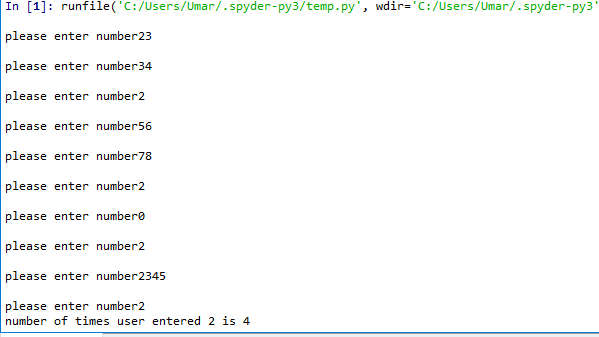 In [1]: runfile('C:/Users/Umar/.spyder-py3/temp.py', wdir='C:/Users/Umar/.spyder-py3'
please enter number23
please enter number34
please enter number2
please enter number56
please enter number78
please enter number2
please enter number0
please enter number2
please enter number2345
please enter number2
number of times user entered 2 is 4